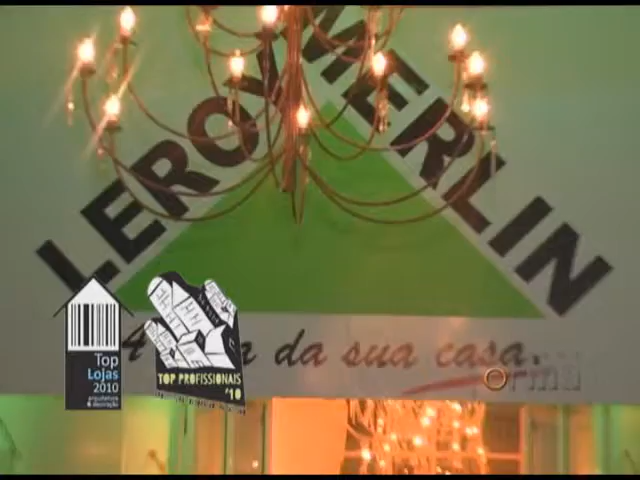 LEROY MERLIN
da sua casa.
Top
Lojas
2010
arquitetura
e decoração
TOP PROFISSIONAIS
'10